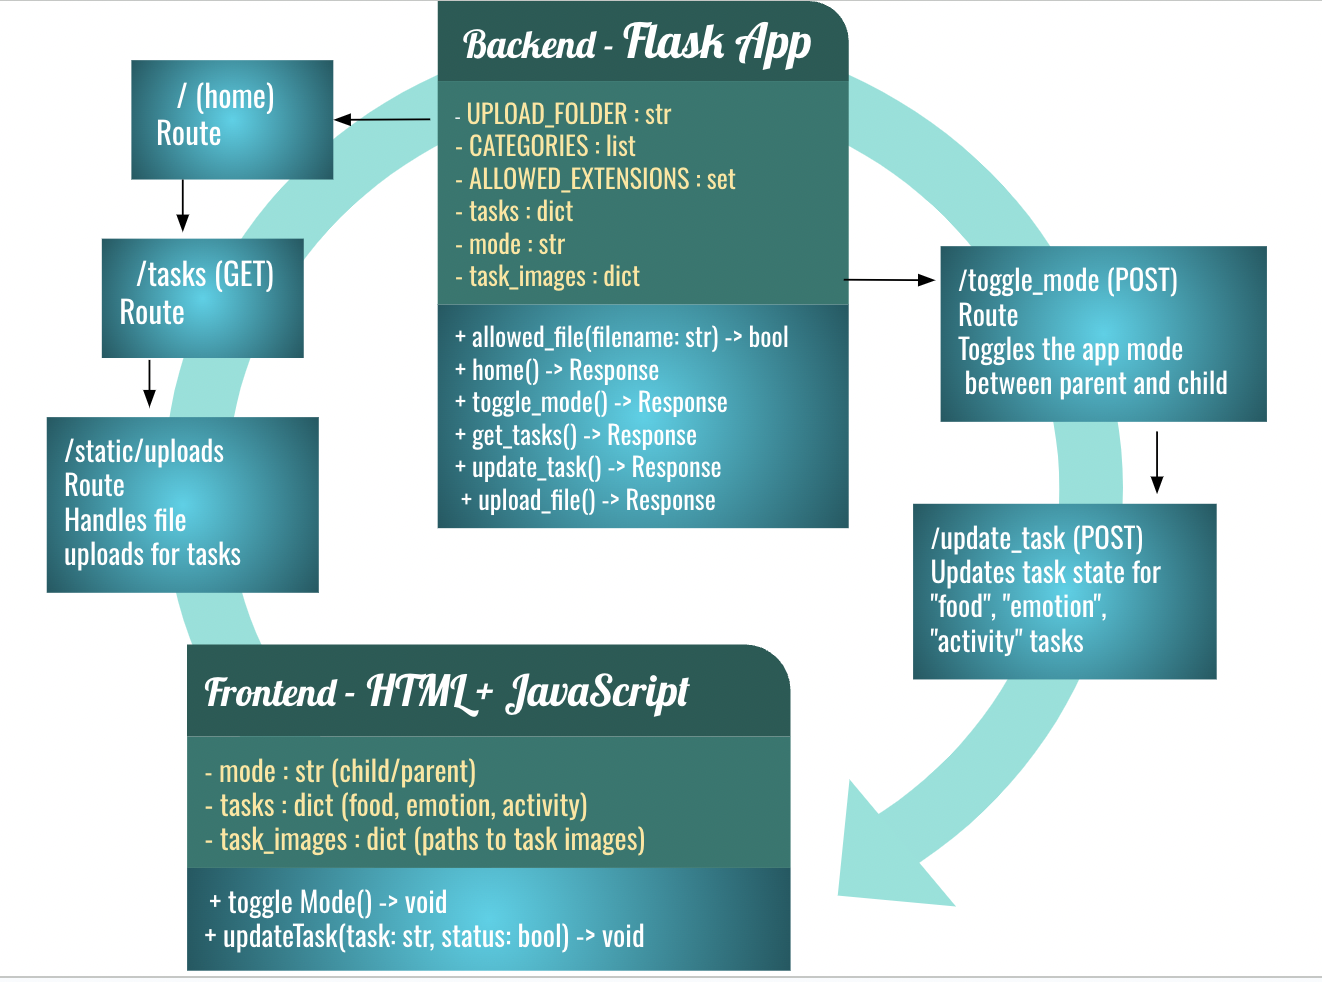 Backend - Flask App
- UPLOAD_FOLDER : str
- CATEGORIES : list
- ALLOWED_EXTENSIONS : set
- tasks : dict
- mode : str
- task_images : dict
+ allowed_file(filename: str) -> bool
+ home() -> Response
+ toggle_mode() -> Response
+ get_tasks() -> Response
+ update_task() -> Response
+ upload_file() -> Response
/ (home)
Route
/tasks (GET)
Route
/static/uploads
Route
Handles file
uploads for tasks
/toggle_mode (POST)
Route
Toggles the app mode
between parent and child
/update_task (POST)
Updates task state for
"food", "emotion",
"activity" tasks
Frontend - HTML + JavaScript
- mode : str (child/parent)
- tasks : dict (food, emotion, activity)
- task_images : dict (paths to task images)
+ toggle Mode() -> void
+ updateTask(task: str, status: bool) -> void